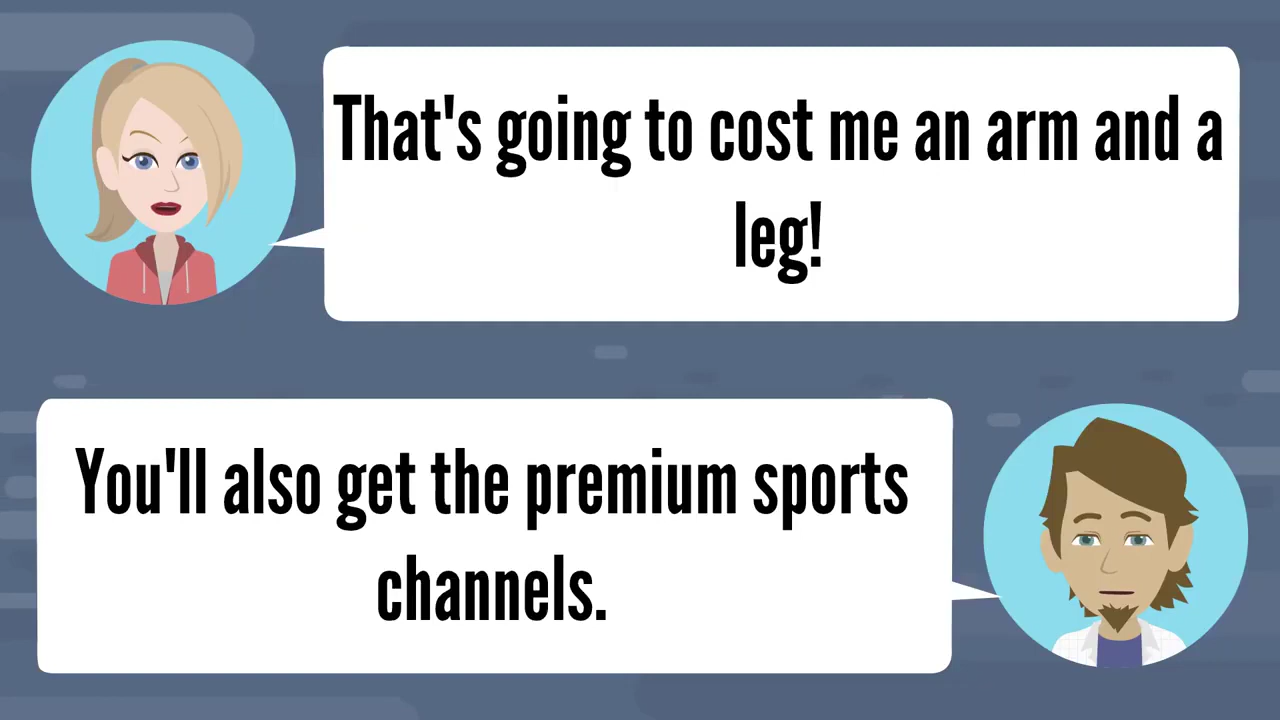 That's going to cost me an arm and a
leg!
You'll also get the premium sports
channels.